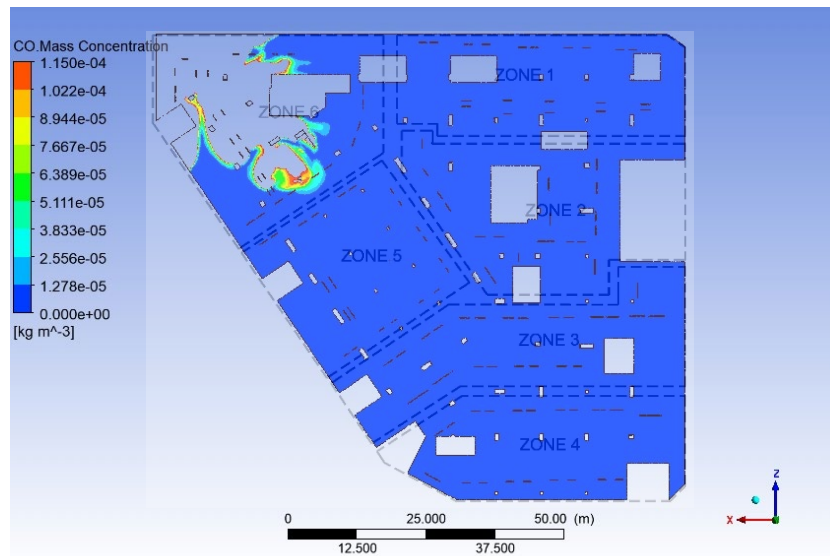 CO.Mass Concentration
1.150e-04
1.022e-04
8.944e-05
7.667e-05
6.389e-05
5.111e-05
3.833e-05
2.556e-05
1.278e-05
0.000e+00
[kg m^-3]
ZONE 1
ZONE 6
ZONE 2
ZONE 5
ZONE 3
ZONE 4
0 25.000 50.00 (m)
12.500 37.500
Z
X